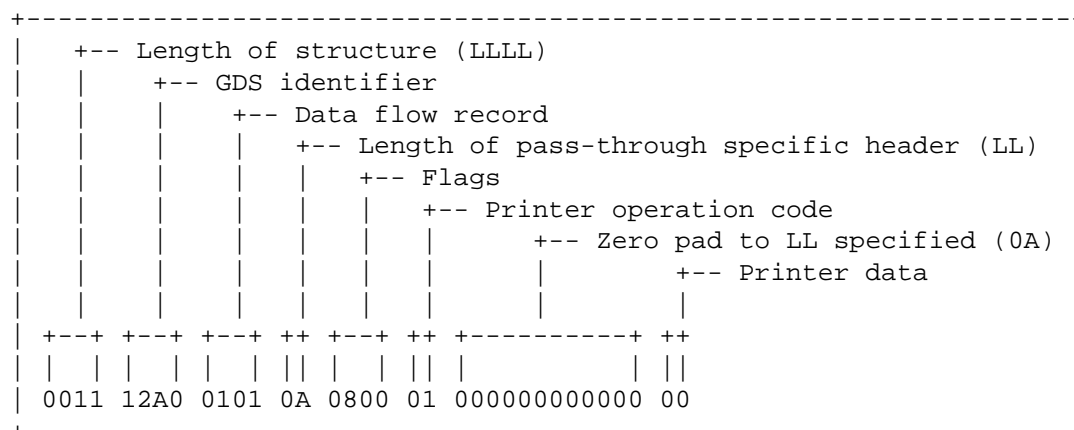 +------------------------------------------------------------------
|    +-- Length of structure (LLLL)
|    |    +-- GDS identifier
|    |    |    +-- Data flow record
|    |    |    |   +-- Length of pass-through specific header (LL)
|    |    |    |   |   +-- Flags
|    |    |    |   |   |   +-- Printer operation code
|    |    |    |   |   |   |      +-- Zero pad to LL specified (0A)
|    |    |    |   |   |   |      |        +-- Printer data
|    |    |    |   |   |   |      |        |
| +--+ +--+ +--+ ++ +--+ ++ +----------+ ++
| |  | |  | |  | || |  | || |          | ||
| 0011 12A0 0101 0A 0800 01 000000000000 00
+